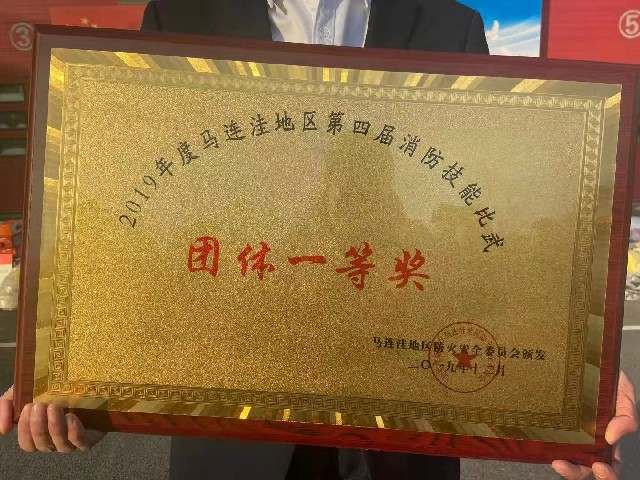 ③
⑤
2019年度马连洼地区第四届消防技能比武
团体一等奖
马连洼地区防火安全委员会颁发
二〇一九年十二月